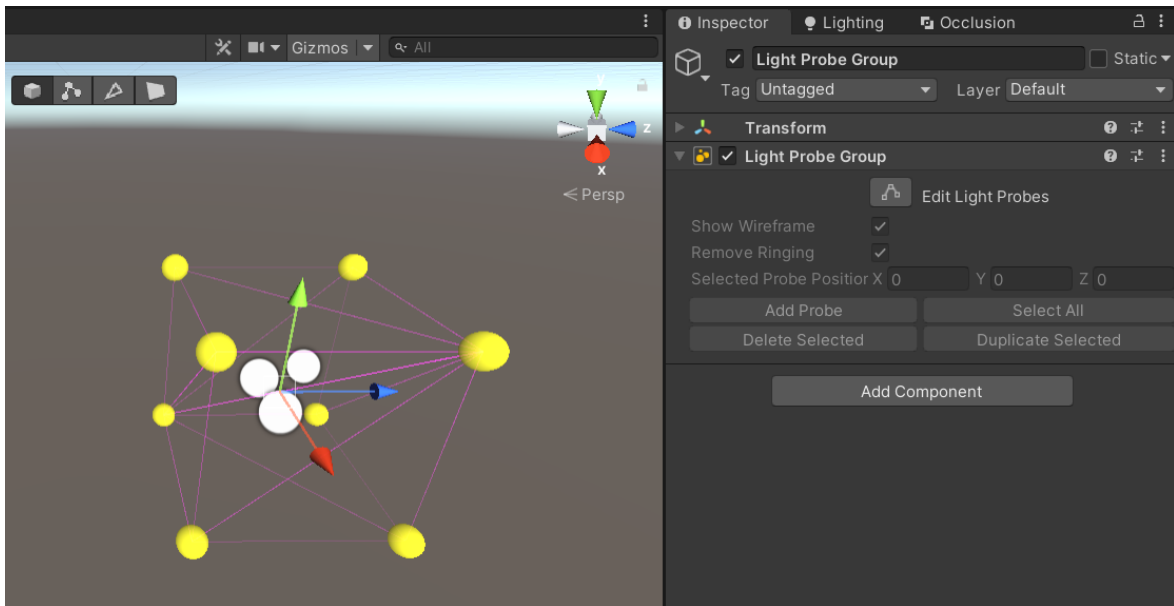 Gizmos All
y
z
x
Persp
Inspector Lighting Occlusion
Light Probe Group Static
Tag Untagged Layer Default
Transform
Light Probe Group
Edit Light Probes
Show Wireframe
Remove Ringing
Selected Probe Position X 0 Y 0 Z 0
Add Probe Select All
Delete Selected Duplicate Selected
Add Component